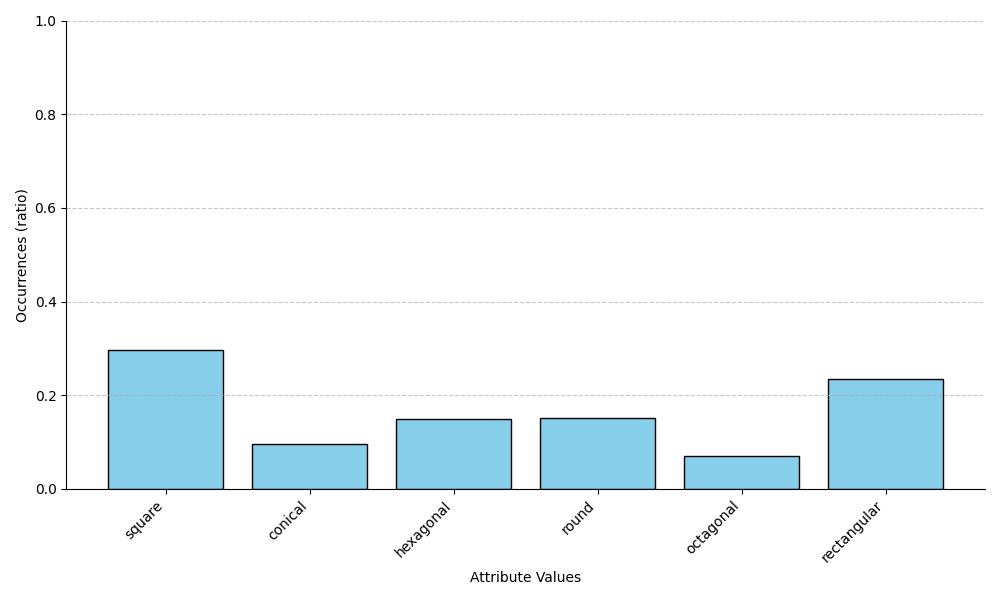 1.0
0.8
0.6
0.4
0.2
0.0
Occurrences (ratio)
square
conical
hexagonal
round
octagonal
rectangular
Attribute Values